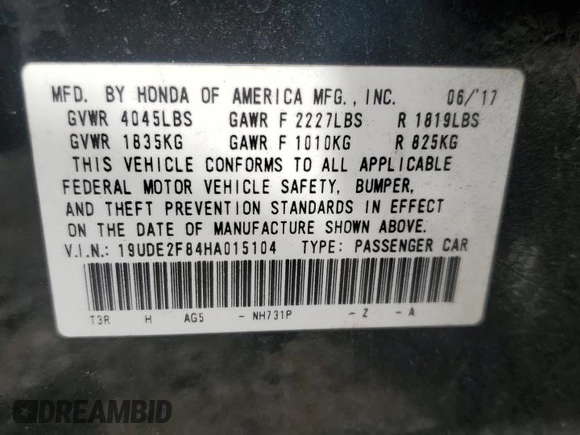 MFD. BY HONDA OF AMERICA MFG., INC. 06/'17
GVWR 4045LBS GAWR F 2227LBS R 1819LBS
GVWR 1835KG GAWR F 1010KG R 825KG
THIS VEHICLE CONFORMS TO ALL APPLICABLE
FEDERAL MOTOR VEHICLE SAFETY, BUMPER,
AND THEFT PREVENTION STANDARDS IN EFFECT
ON THE DATE OF MANUFACTURE SHOWN ABOVE.
V.I.N.: 19UDE2F84HA015104 TYPE: PASSENGER CAR
T3R H AG5 - NH731P - Z - A
DREAMBID